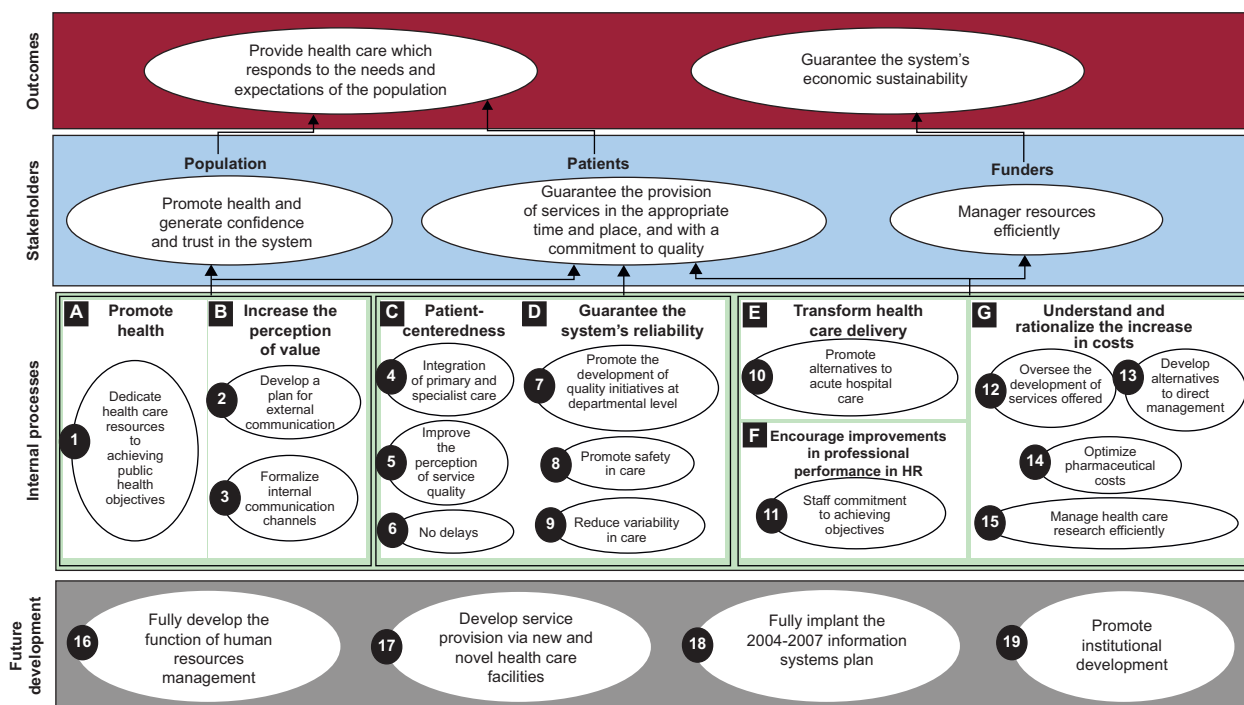 Outcomes
Provide health care which
responds to the needs and
expectations of the population
Guarantee the system's
economic sustainability
Stakeholders
Population
Promote health and
generate confidence
and trust in the system
Patients
Guarantee the provision
of services in the appropriate
time and place, and with a
commitment to quality
Funders
Manager resources
efficiently
Internal processes
A
Promote
health
1
Dedicate
health care
resources
to
achieving
public
health
objectives
B
Increase the
perception
of value
2
Develop a
plan for
external
communication
3
Formalize
internal
communication
channels
C
Patient-
centeredness
4
Integration
of primary and
specialist care
5
Improve
the
perception
of service
quality
6
No delays
D
Guarantee the
system's reliability
7
Promote the
development of
quality initiatives at
departmental level
8
Promote safety
in care
9
Reduce variability
in care
E
Transform health
care delivery
10
Promote
alternatives to
acute hospital
care
F
Encourage improvements
in professional
performance in HR
11
Staff commitment
to achieving
objectives
G
Understand and
rationalize the increase
in costs
12
Oversee the
development of
services offered
13
Develop
alternatives
to direct
management
14
Optimize
pharmaceutical
costs
15
Manage health care
research efficiently
Future
development
16
Fully develop the
function of human
resources
management
17
Develop service
provision via new and
novel health care
facilities
18
Fully implant the
2004-2007 information
systems plan
19
Promote
institutional
development